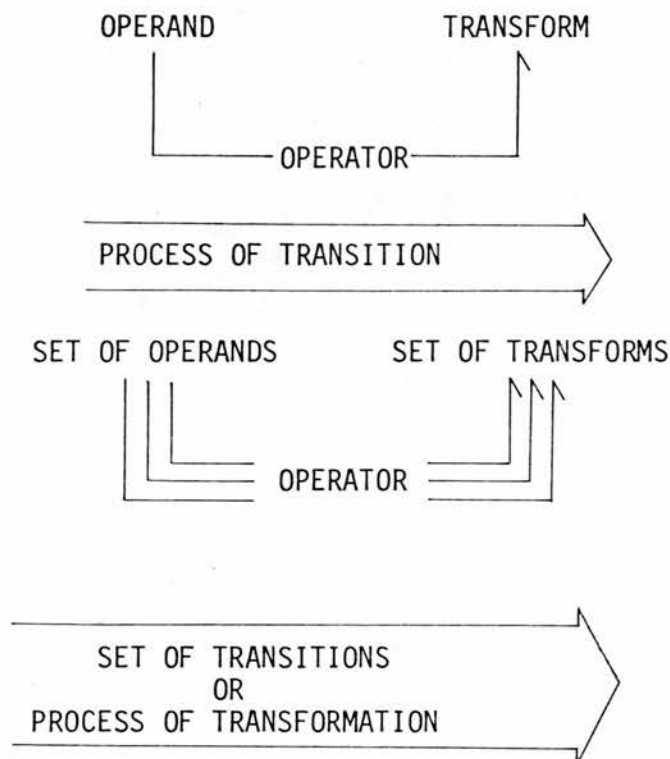 OPERAND TRANSFORM
OPERATOR
PROCESS OF TRANSITION
SET OF OPERANDS SET OF TRANSFORMS
OPERATOR
SET OF TRANSITIONS
OR
PROCESS OF TRANSFORMATION